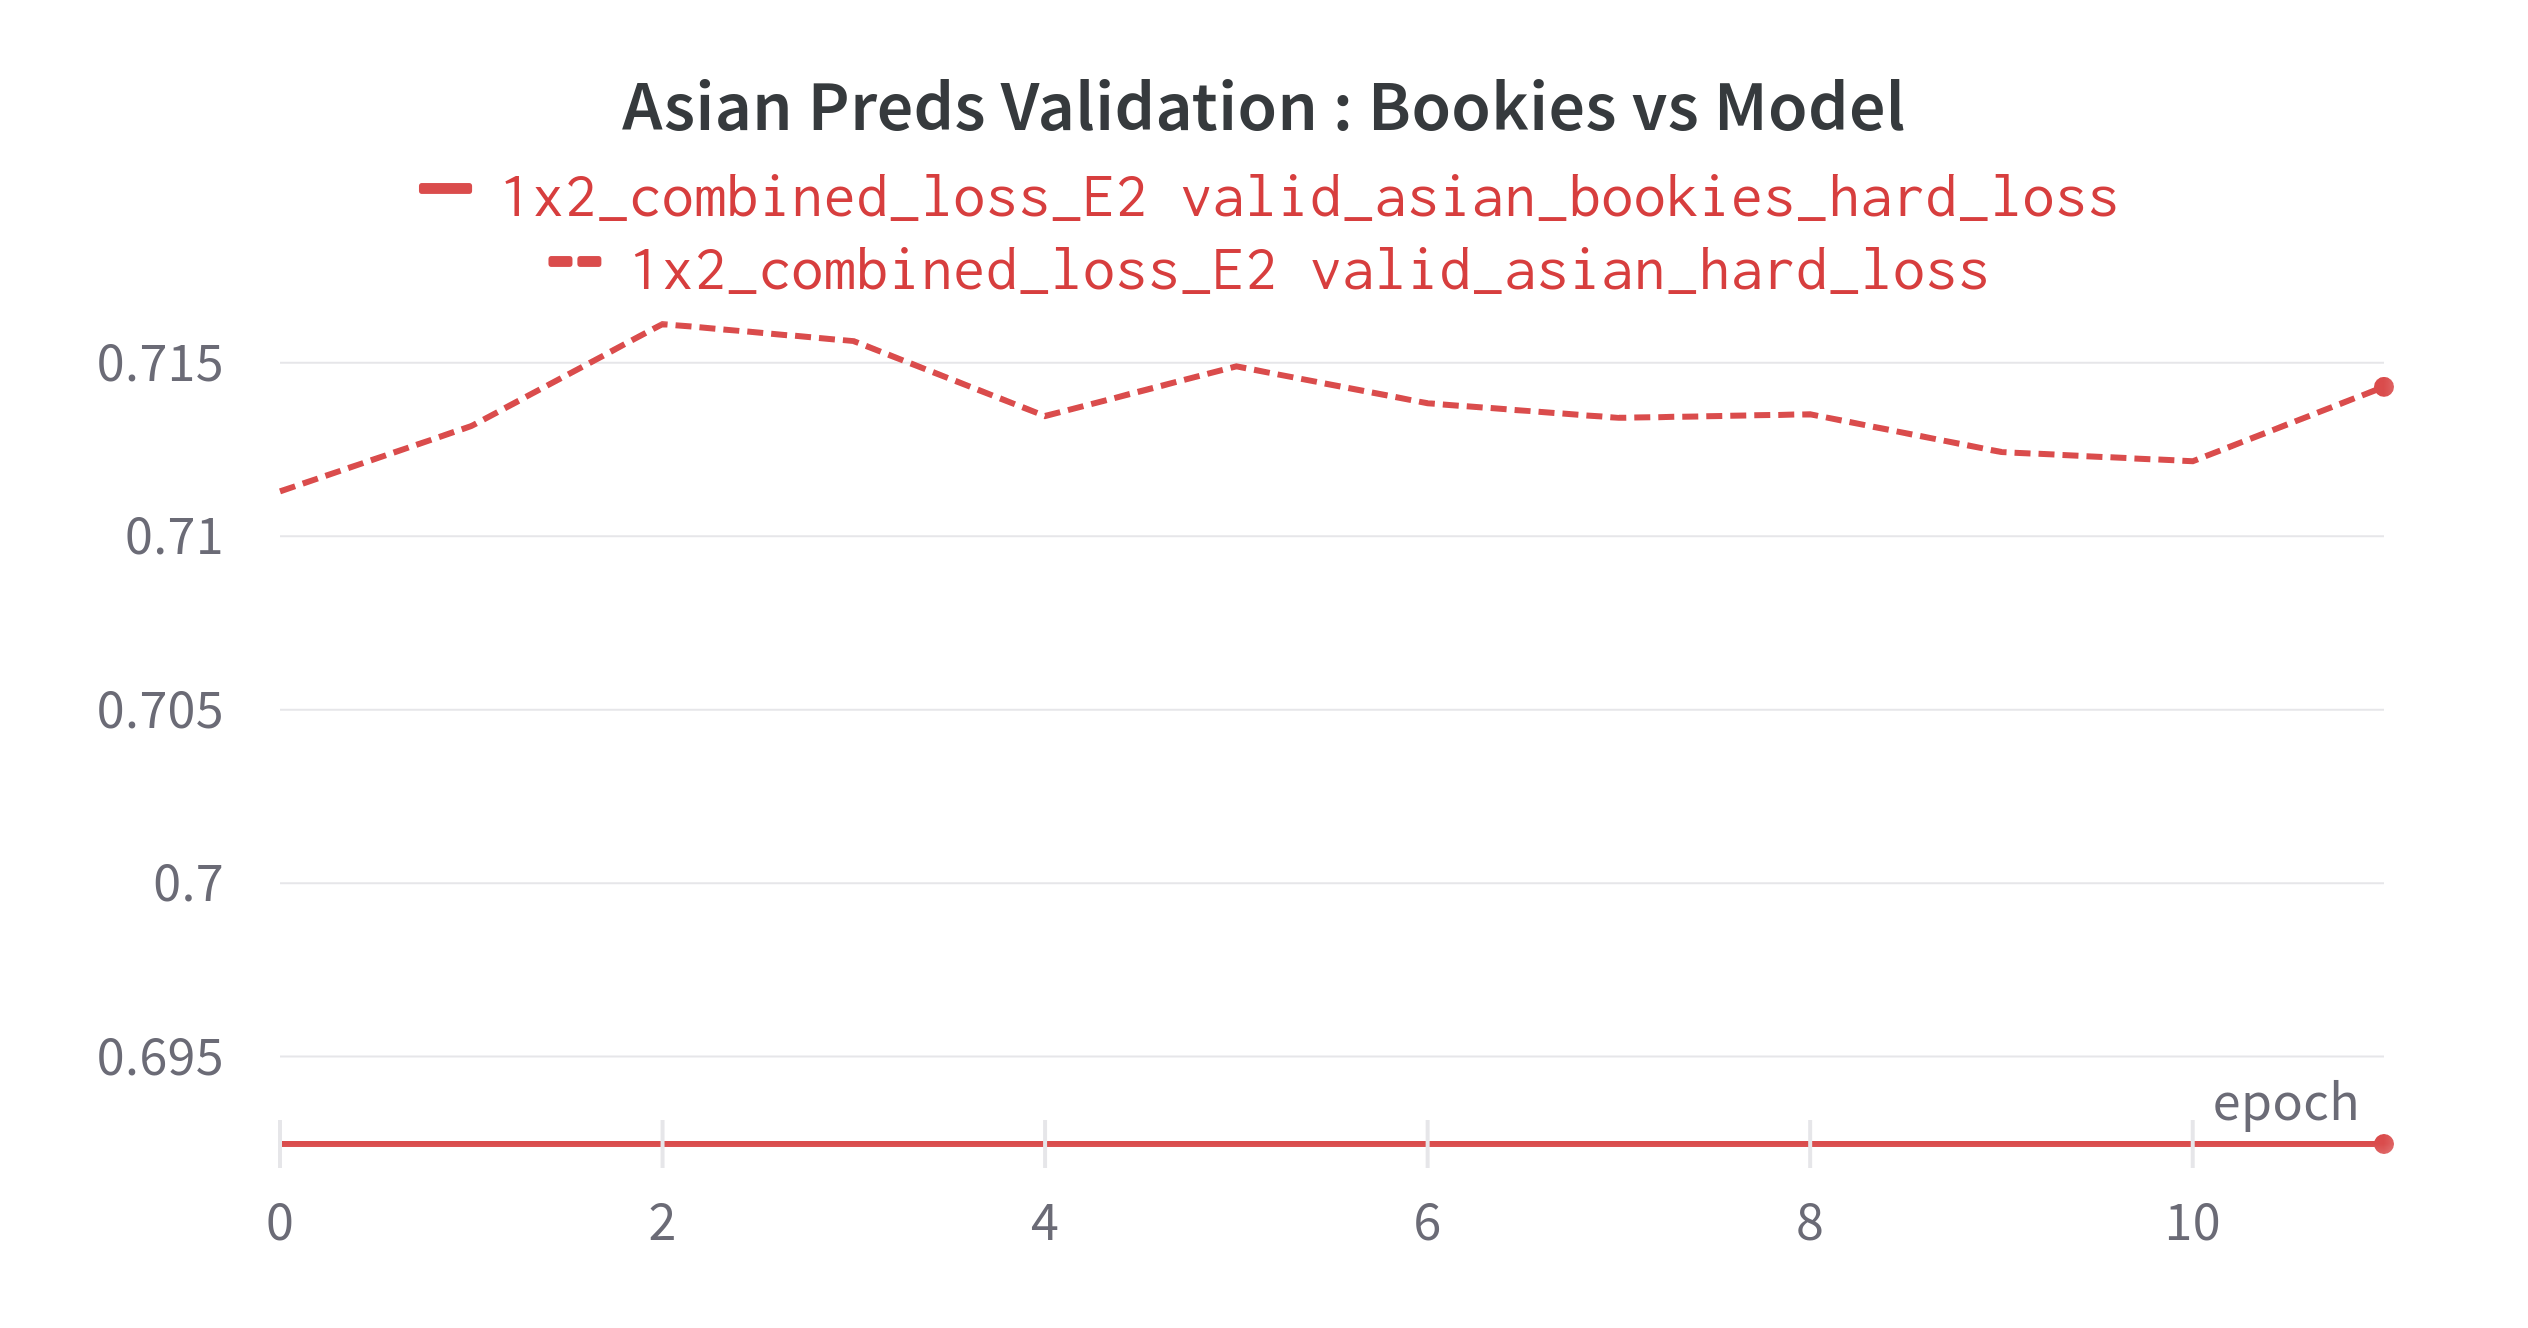 Asian Preds Validation : Bookies vs Model
1x2_combined_loss_E2 valid_asian_bookies_hard_loss
1x2_combined_loss_E2 valid_asian_hard_loss
0.715
0.71
0.705
0.7
0.695
epoch
0 2 4 6 8 10